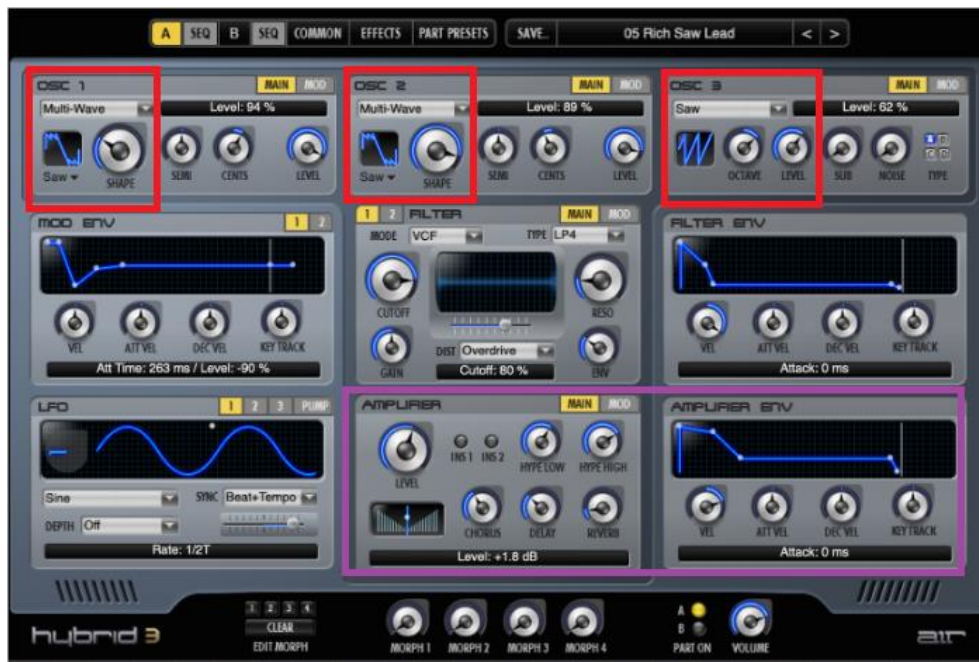 A SEQ B SEQ COMMON EFFECTS PART PRESETS SAVE.. 05 Rich Saw Lead < >
OSC 1 MAIN MOD
Multi-Wave Level: 94 %
Saw SHAPE SEMI CENTS LEVEL
OSC 2 MAIN MOD
Multi-Wave Level: 89 %
Saw SHAPE SEMI CENTS LEVEL
OSC 3 MAIN MOD
Saw Level: 62 %
OCTAVE LEVEL SUB NOISE TYPE
A B
C D
MOD ENV 1 2
VEL ATT VEL DEC VEL KEY TRACK
Att Time: 263 ms / Level: -90 %
1 2 FILTER MAIN MOD
MODE VCF TYPE LP4
CUTOFF RESO
DIST Overdrive
GAIN Cutoff: 80 % ENV
FILTER ENV
VEL ATT VEL DEC VEL KEY TRACK
Attack: 0 ms
LFO 1 2 3 PUMP
Sine SYNC Beat+Tempo
DEPTH Off
Rate: 1/2T
AMPLIFIER MAIN MOD
INS 1 INS 2
LEVEL HYPE LOW HYPE HIGH
CHORUS DELAY REVERB
Level: +1.8 dB
AMPLIFIER ENV
VEL ATT VEL DEC VEL KEY TRACK
Attack: 0 ms
hybrid 3
1 2 3 4
CLEAR
EDIT MORPH
MORPH 1 MORPH 2 MORPH 3 MORPH 4
A
B
PART ON VOLUME
air